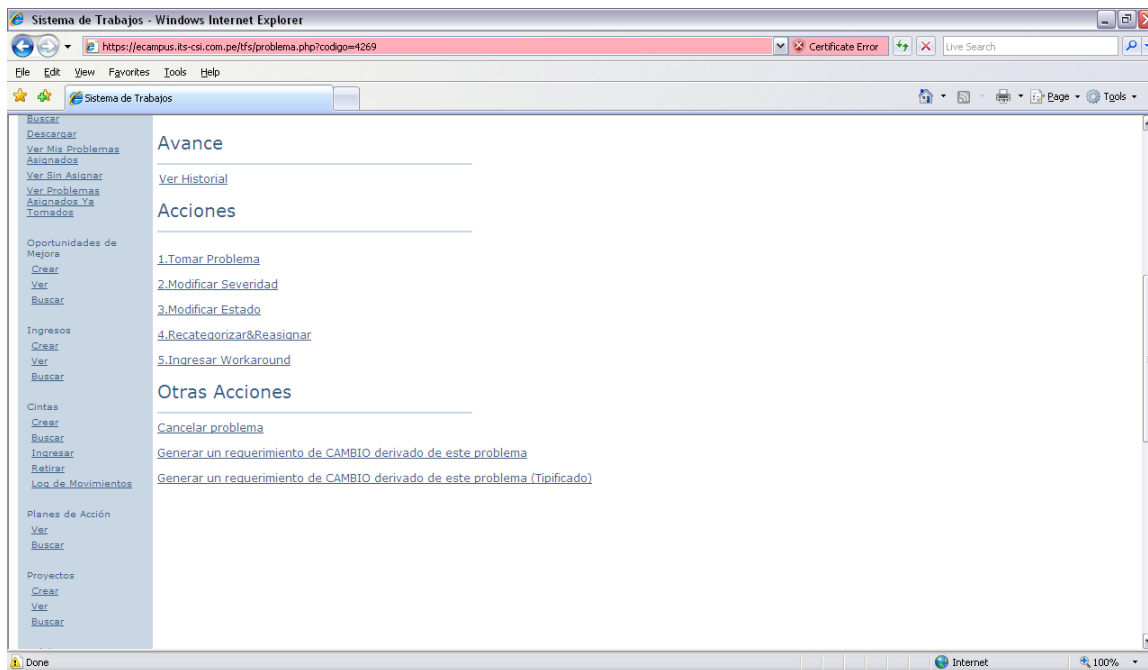 Sistema de Trabajos - Windows Internet Explorer
https://ecampus.its-csi.com.pe/tfs/problema.php?codigo=4269
Certificate Error
Live Search
File Edit View Favorites Tools Help
Sistema de Trabajos
Page Tools
Buscar
Descargar
Ver Mis Problemas
Asignados
Ver Sin Asignar
Ver Problemas
Asignados Ya
Tomados
Oportunidades de
Mejora
Crear
Ver
Buscar
Ingresos
Crear
Ver
Buscar
Cintas
Crear
Buscar
Ingresar
Retirar
Log de Movimientos
Planes de Acción
Ver
Buscar
Proyectos
Crear
Ver
Buscar
Avance
Ver Historial
Acciones
1.Tomar Problema
2.Modificar Severidad
3.Modificar Estado
4.Recategorizar&Reasignar
5.Ingresar Workaround
Otras Acciones
Cancelar problema
Generar un requerimiento de CAMBIO derivado de este problema
Generar un requerimiento de CAMBIO derivado de este problema (Tipificado)
Done
Internet
100%